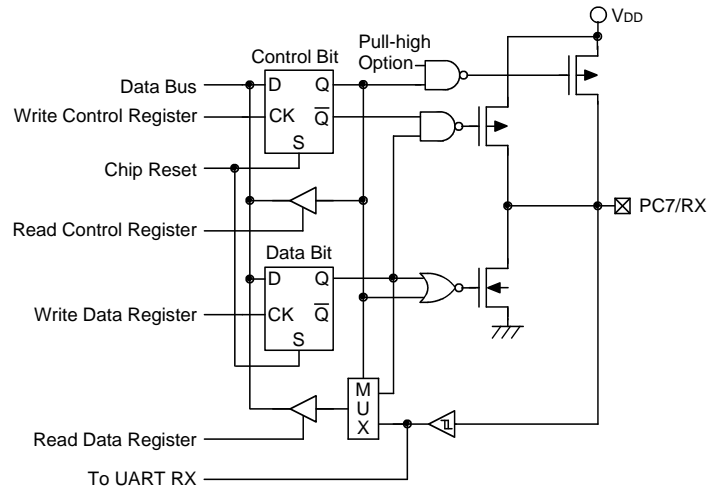 VDD
Control Bit
Pull-high
Option
Data Bus
D
Q
Write Control Register
CK
Q
S
Chip Reset
PC7/RX
Read Control Register
Data Bit
D
Q
Write Data Register
CK
Q
S
M
U
X
Read Data Register
To UART RX